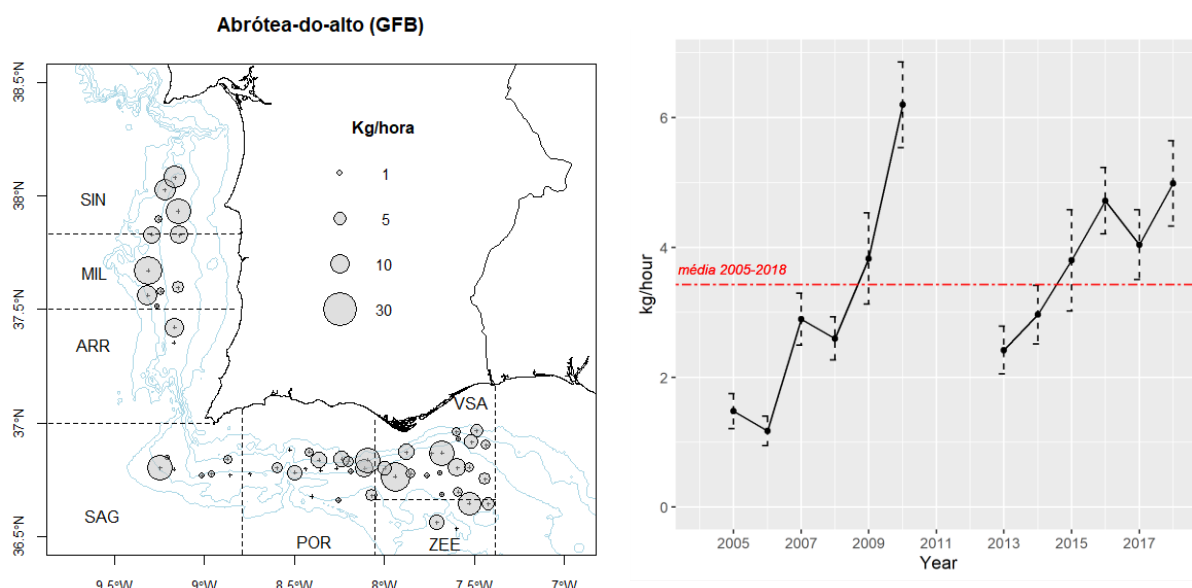 Abrótea-do-alto (GFB)
38.5°N
38°N
37.5°N
37°N
36.5°N
Kg/hora
1
5
10
30
SIN
MIL
ARR
VSA
SAG
POR
ZEE
9.5°W
9°W
8.5°W
8°W
7.5°W
7°W
kg/hour
6
4
2
0
média 2005-2018
2005
2007
2009
2011
2013
2015
2017
Year